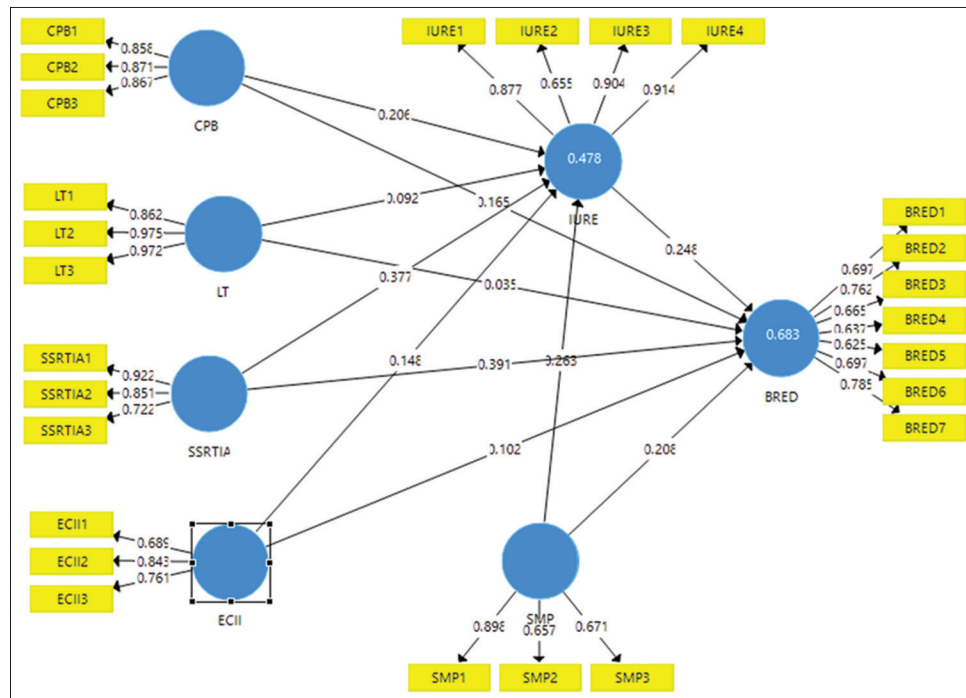 CPB1
CPB2
CPB3
0.858
0.871
0.867
CPB
IURE1
IURE2
IURE3
IURE4
0.877
0.655
0.904
0.914
0.478
IURE
0.206
0.165
LT1
LT2
LT3
0.862
0.975
0.972
LT
0.092
0.035
0.377
0.391
0.148
0.102
0.263
0.208
0.248
SSRTIA1
SSRTIA2
SSRTIA3
0.922
0.851
0.722
SSRTIA
0.683
BRED
BRED1
BRED2
BRED3
BRED4
BRED5
BRED6
BRED7
0.697
0.762
0.665
0.637
0.625
0.697
0.785
ECII1
ECII2
ECII3
0.689
0.843
0.761
ECII
SMP
0.898
0.657
0.671
SMP1
SMP2
SMP3